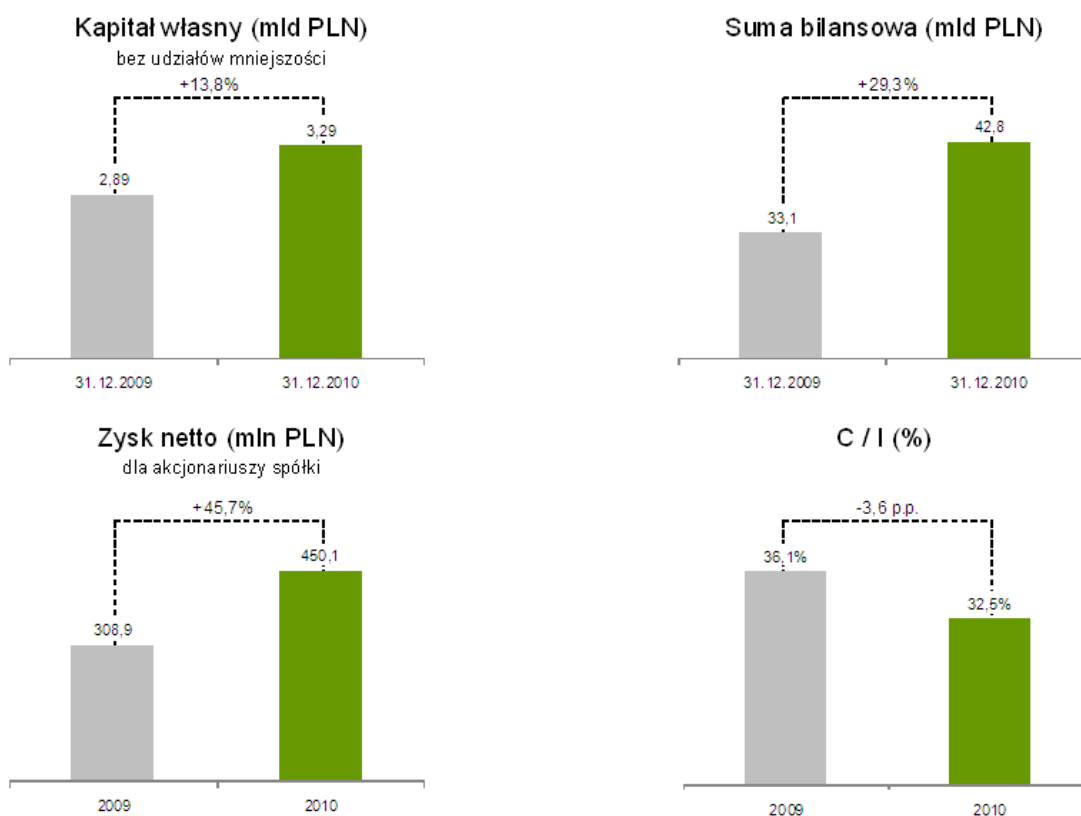 Kapitał własny (mld PLN)
bez udziałów mniejszości
+13,8%
3,29
2,89
31.12.2009
31.12.2010
Suma bilansowa (mld PLN)
+29,3%
42,8
33,1
31.12.2009
31.12.2010
Zysk netto (mln PLN)
dla akcjonariuszy spółki
+45,7%
450,1
308,9
2009
2010
C / I (%)
-3,6 p.p.
36,1%
32,5%
2009
2010